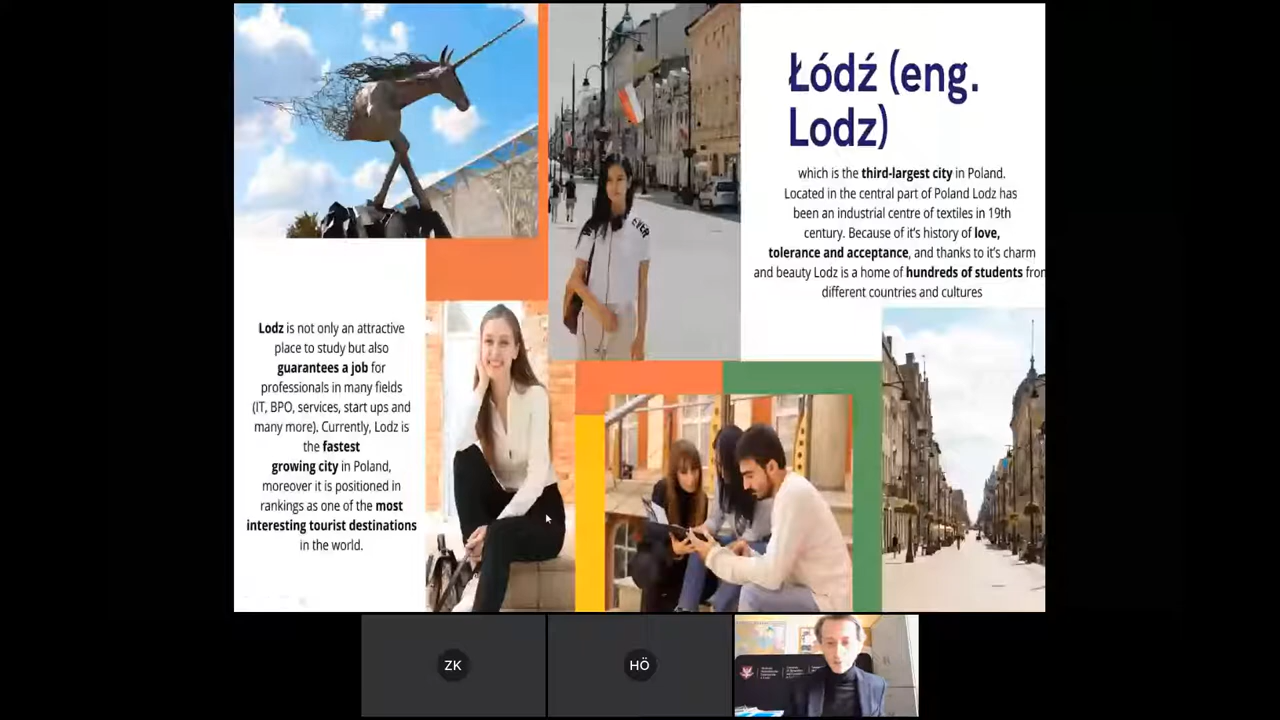 Łódź (eng.
Lodz)
which is the third-largest city in Poland.
Located in the central part of Poland Lodz has
been an industrial centre of textiles in 19th
century. Because of it's history of love,
tolerance and acceptance, and thanks to it's charm
and beauty Lodz is a home of hundreds of students from
different countries and cultures
Lodz is not only an attractive
place to study but also
guarantees a job for
professionals in many fields
(IT, BPO, services, start ups and
many more). Currently, Lodz is
the fastest
growing city in Poland,
moreover it is positioned in
rankings as one of the most
interesting tourist destinations
in the world.
ZK
HÖ